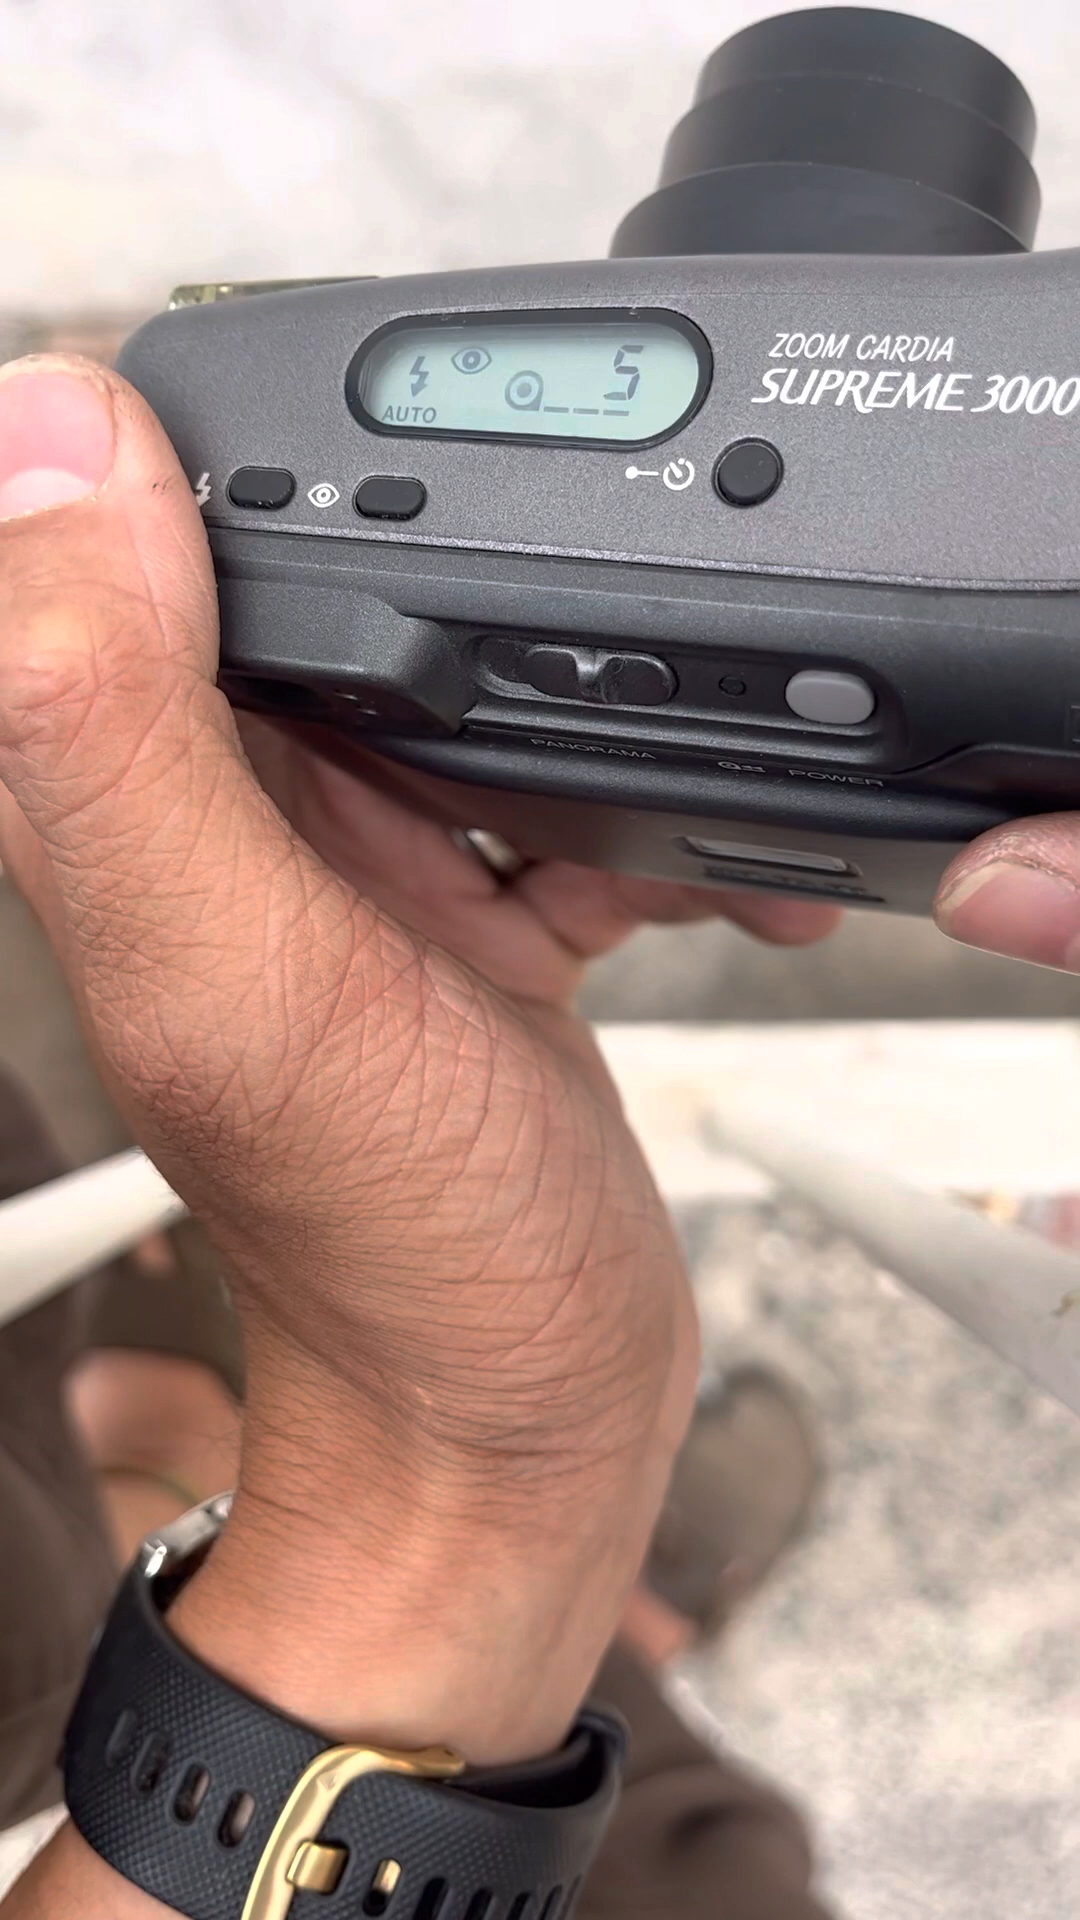 5
AUTO
ZOOM CARDIA
SUPREME 3000
PANORAMA
POWER